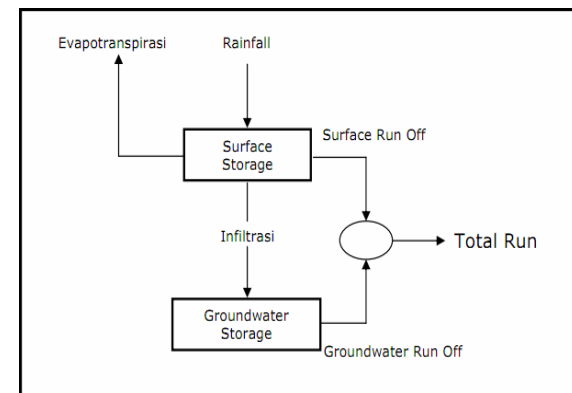 Evapotranspirasi
Rainfall
Surface
Storage
Surface Run Off
Infiltrasi
Total Run
Groundwater
Storage
Groundwater Run Off